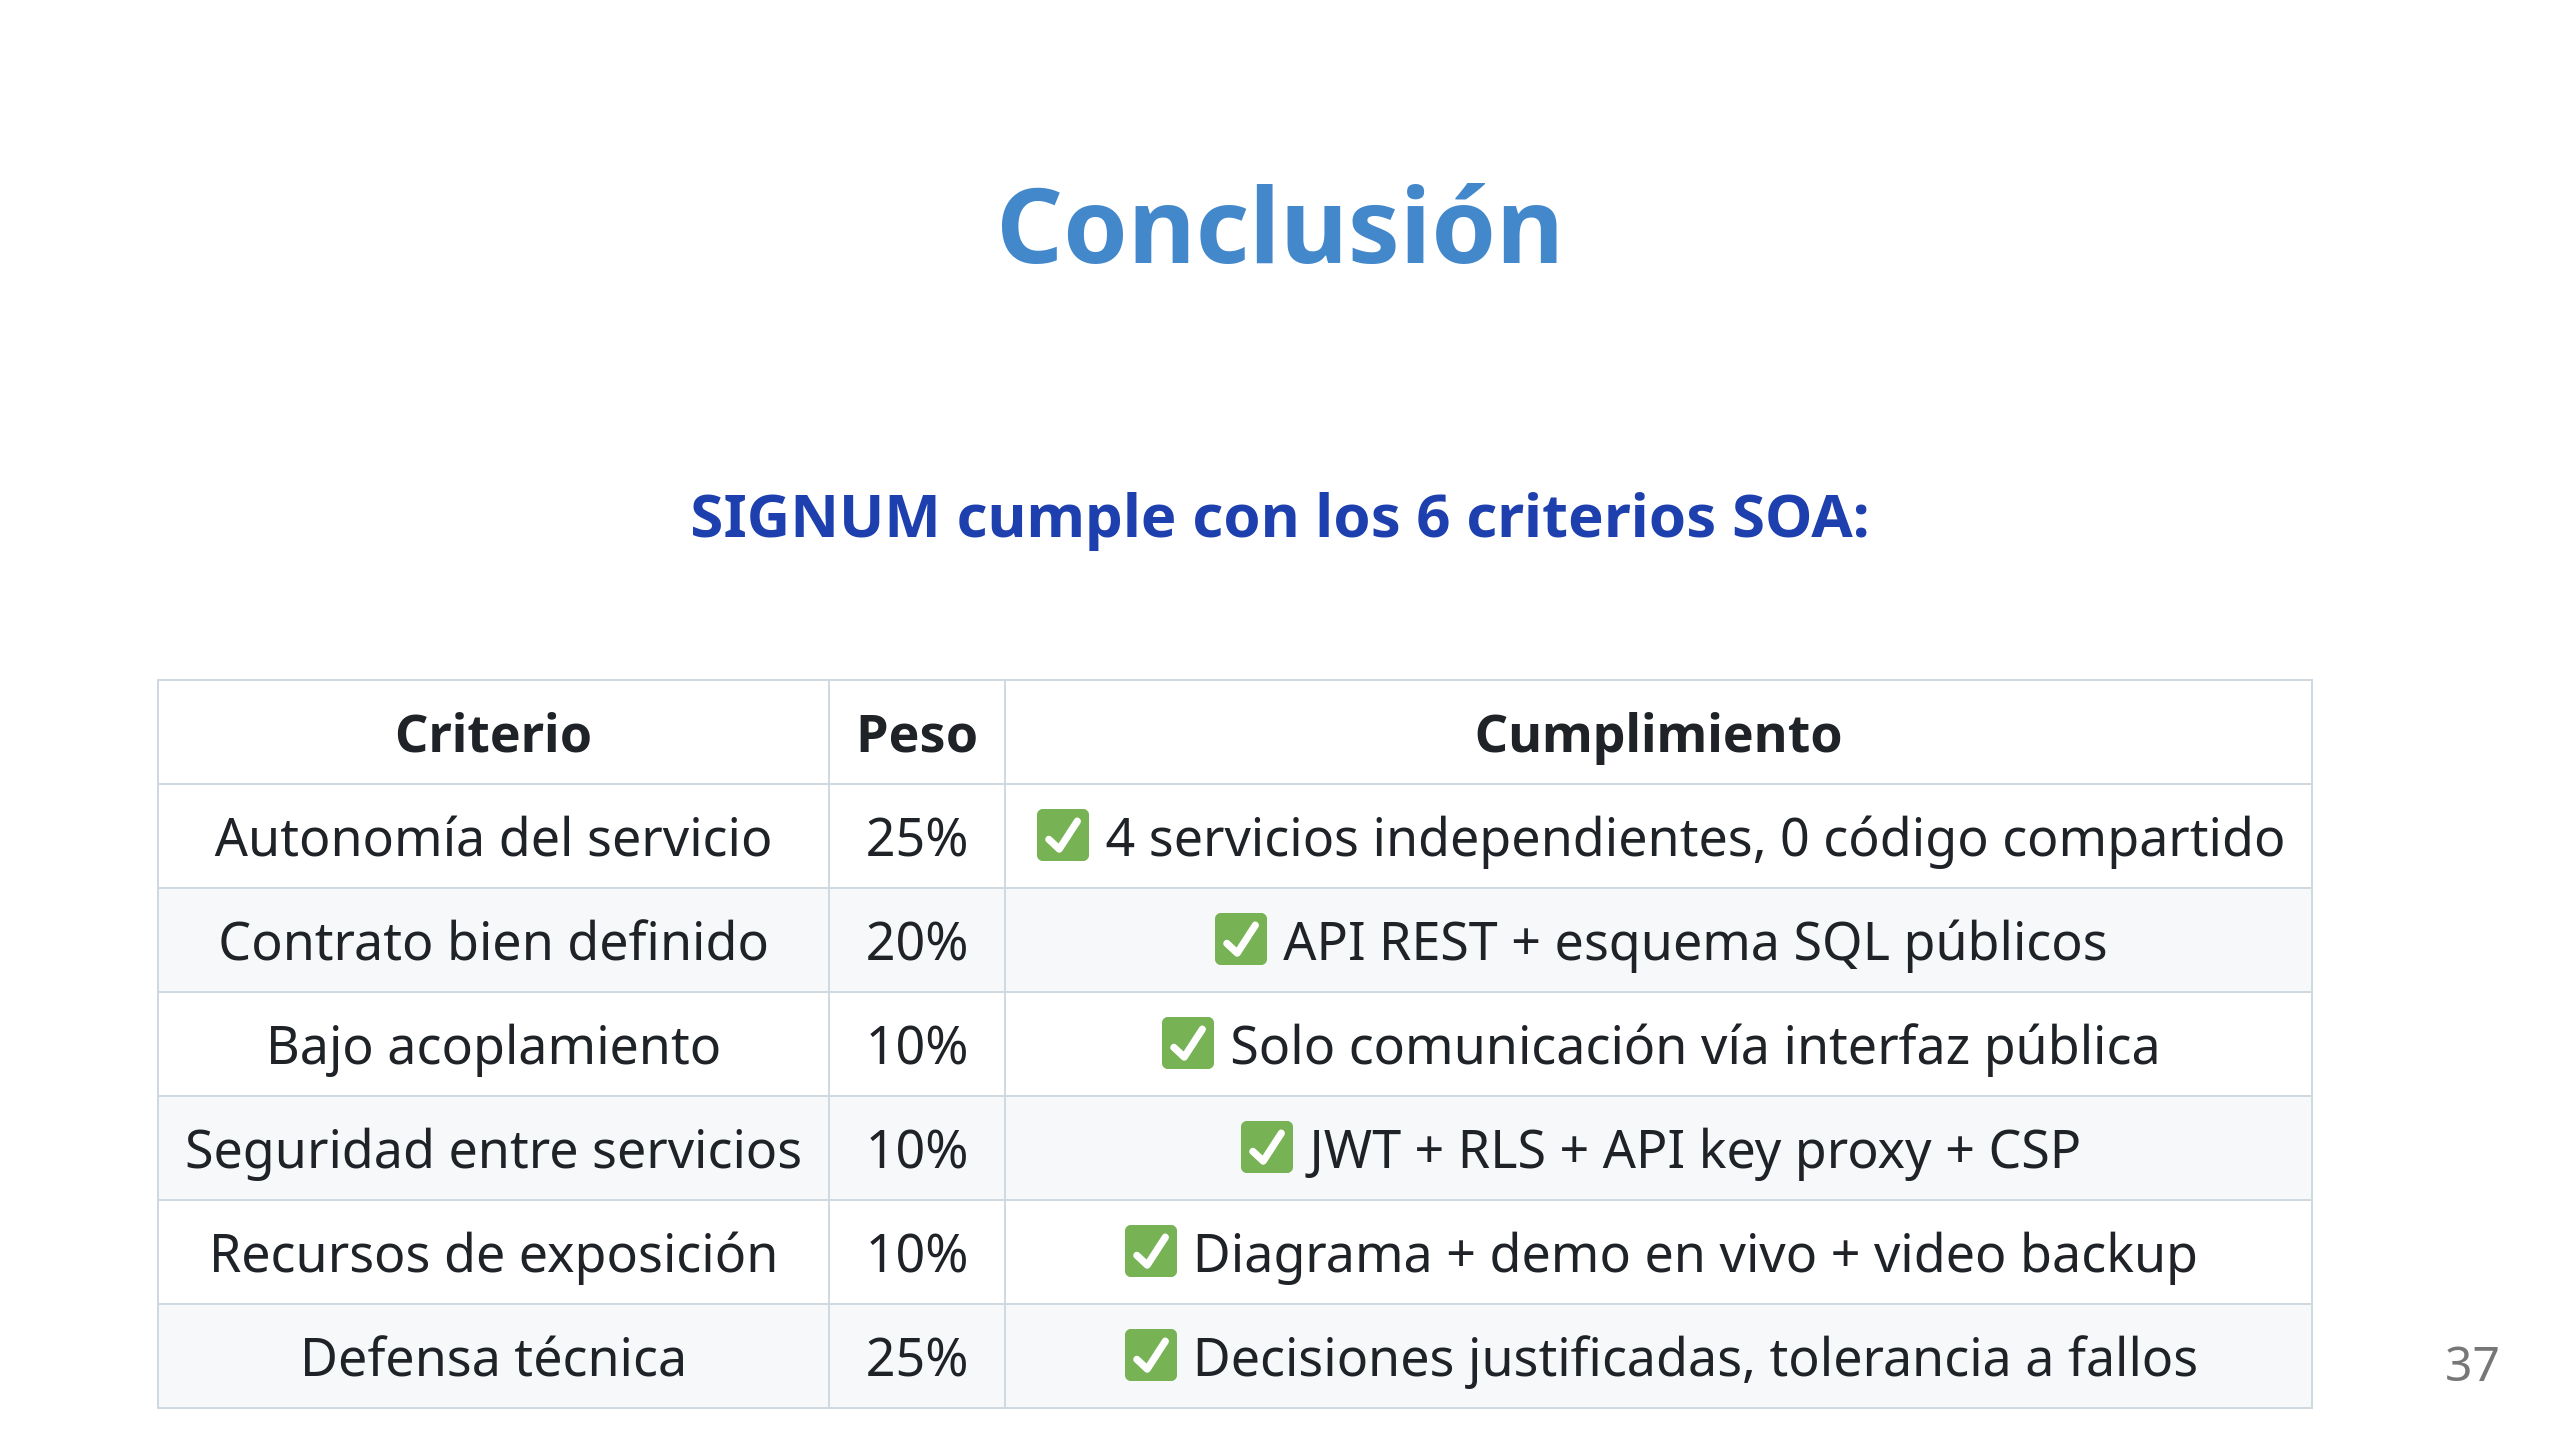 Conclusión
SIGNUM cumple con los 6 criterios SOA:
Criterio Peso Cumplimiento
Autonomía del servicio 25% ✅ 4 servicios independientes, 0 código compartido
Contrato bien definido 20% ✅ API REST + esquema SQL públicos
Bajo acoplamiento 10% ✅ Solo comunicación vía interfaz pública
Seguridad entre servicios 10% ✅ JWT + RLS + API key proxy + CSP
Recursos de exposición 10% ✅ Diagrama + demo en vivo + video backup
Defensa técnica 25% ✅ Decisiones justificadas, tolerancia a fallos
37